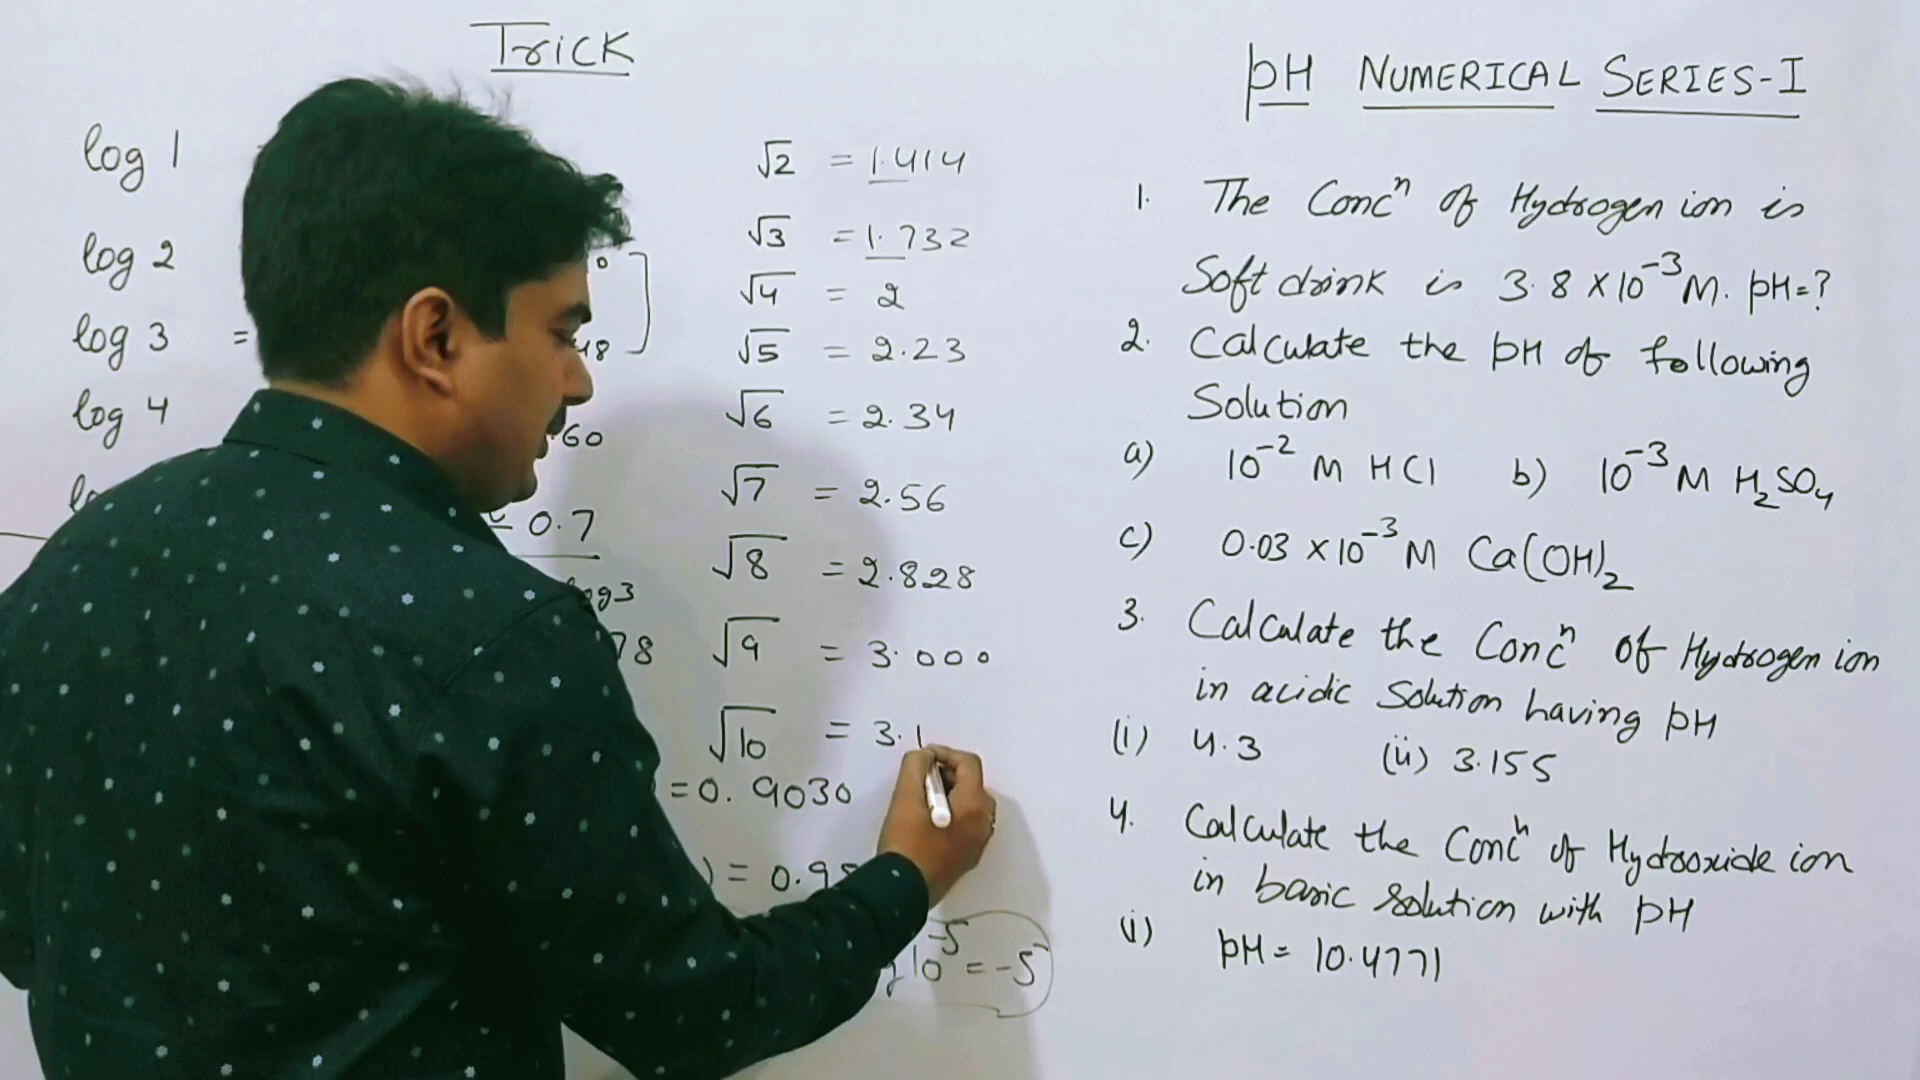 Trick
log 1
log 2
log 3 =
log 4
.60
0.7
log3
78
= 0.9030
) = 0.9
10⁻⁵ = -5
√2 = 1.414
√3 = 1.732
√4 = 2
√5 = 2.23
√6 = 2.34
√7 = 2.56
√8 = 2.828
√9 = 3.000
√10 = 3.1
pH NUMERICAL SERIES-I
1. The Concⁿ of Hydrogen ion is
Soft drink is 3.8 × 10⁻³ M. pH=?
2. Calculate the pH of following
Solution
a) 10⁻² M HCl b) 10⁻³ M H₂SO₄
c) 0.03 × 10⁻³ M Ca(OH)₂
3. Calculate the Concⁿ of Hydrogen ion
in acidic Solution having pH
(i) 4.3 (ii) 3.155
4. Calculate the Concⁿ of Hydrooxide ion
in basic solution with pH
(i) pH = 10.4771